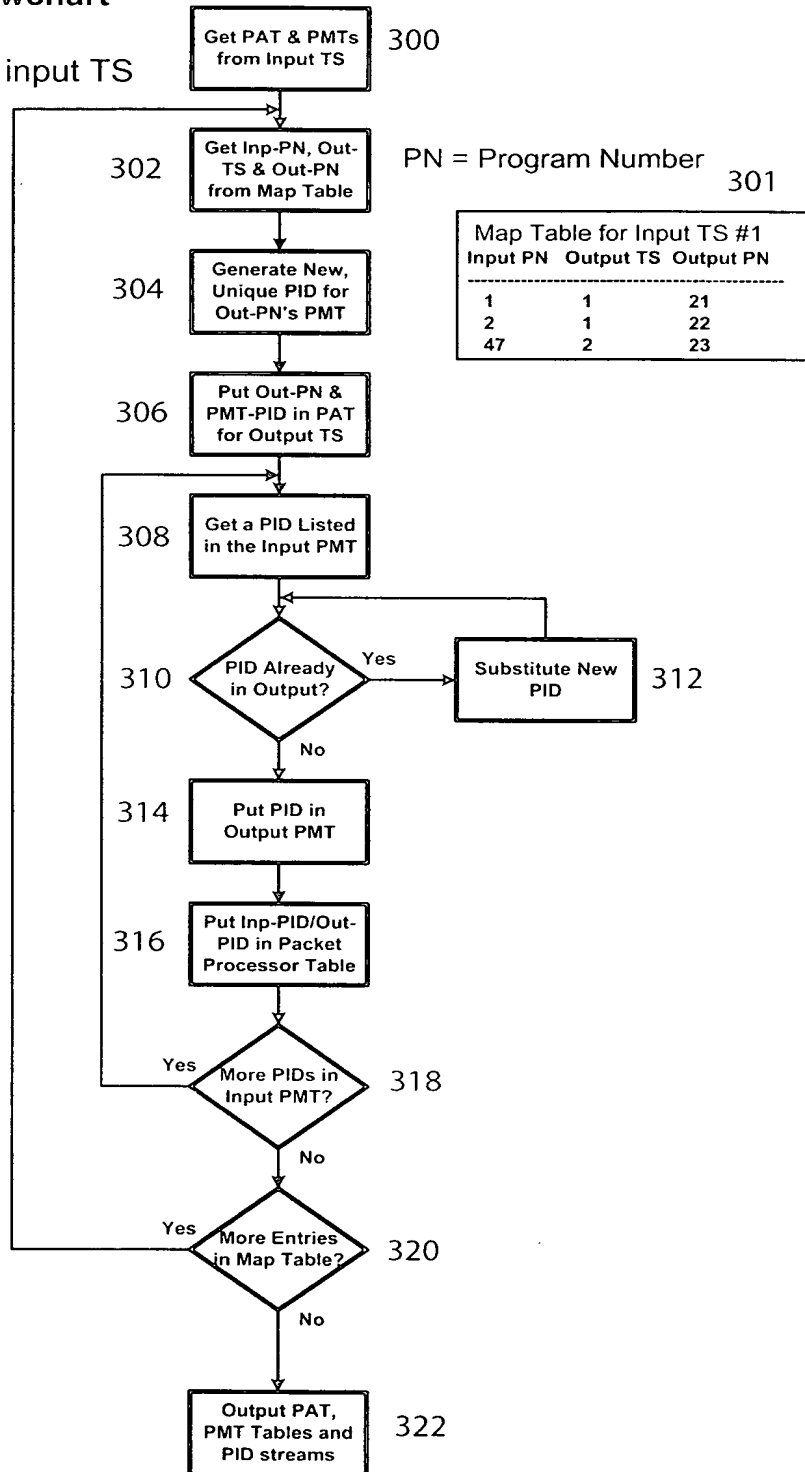 Get PAT & PMTs
from Input TS
300
input TS
302
Get Inp-PN, Out-
TS & Out-PN
from Map Table
PN = Program Number
301
Map Table for Input TS #1
Input PN Output TS Output PN
1 1 21
2 1 22
47 2 23
304
Generate New,
Unique PID for
Out-PN's PMT
306
Put Out-PN &
PMT-PID in PAT
for Output TS
308
Get a PID Listed
in the Input PMT
310
PID Already
in Output?
Yes
Substitute New
PID
312
No
314
Put PID in
Output PMT
316
Put Inp-PID/Out-
PID in Packet
Processor Table
Yes
More PIDs in
Input PMT?
318
No
Yes
More Entries
in Map Table?
320
No
Output PAT,
PMT Tables and
PID streams
322